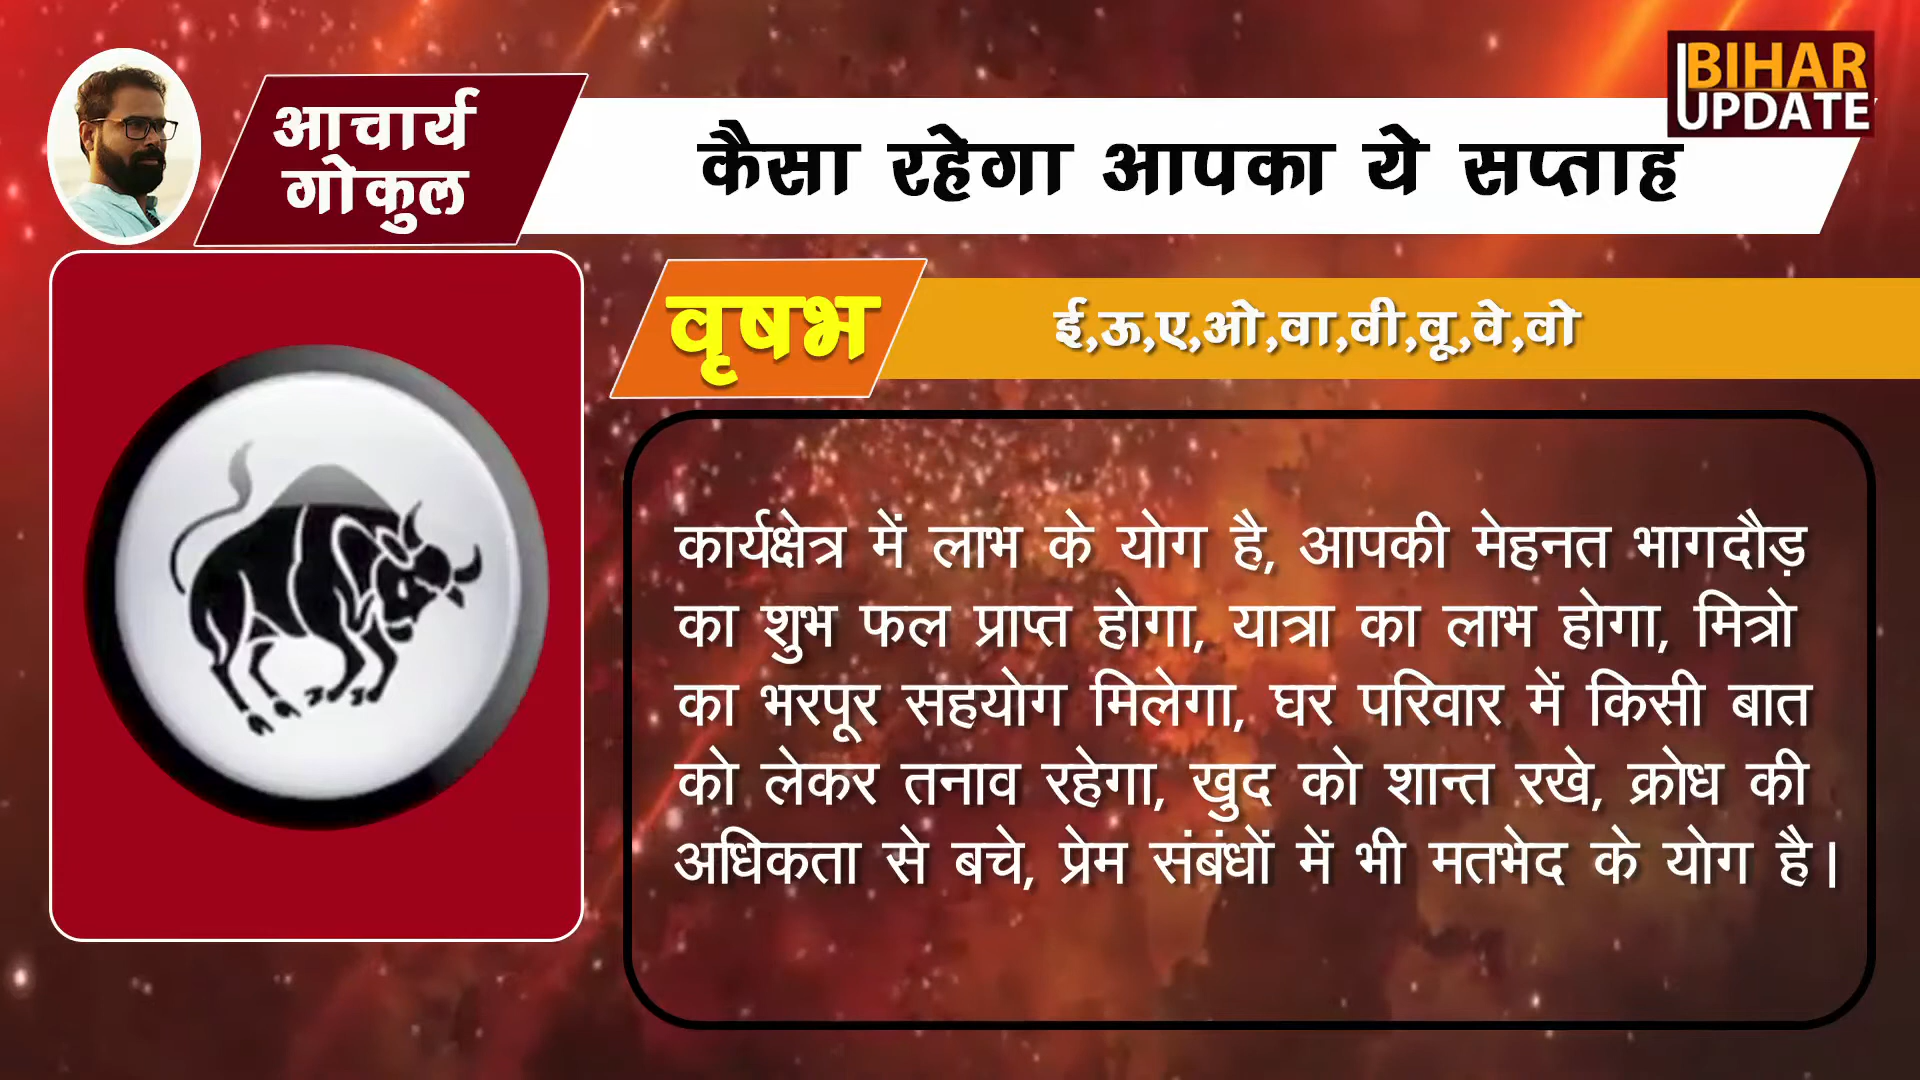 आचार्य
गोकुल
कैसा रहेगा आपका ये सप्ताह
BIHAR
UPDATE
वृषभ
ई,ऊ,ए,ओ,वा,वी,वू,वे,वो
कार्यक्षेत्र में लाभ के योग है, आपकी मेहनत भागदौड़
का शुभ फल प्राप्त होगा, यात्रा का लाभ होगा, मित्रो
का भरपूर सहयोग मिलेगा, घर परिवार में किसी बात
को लेकर तनाव रहेगा, खुद को शान्त रखे, क्रोध की
अधिकता से बचे, प्रेम संबंधों में भी मतभेद के योग है।